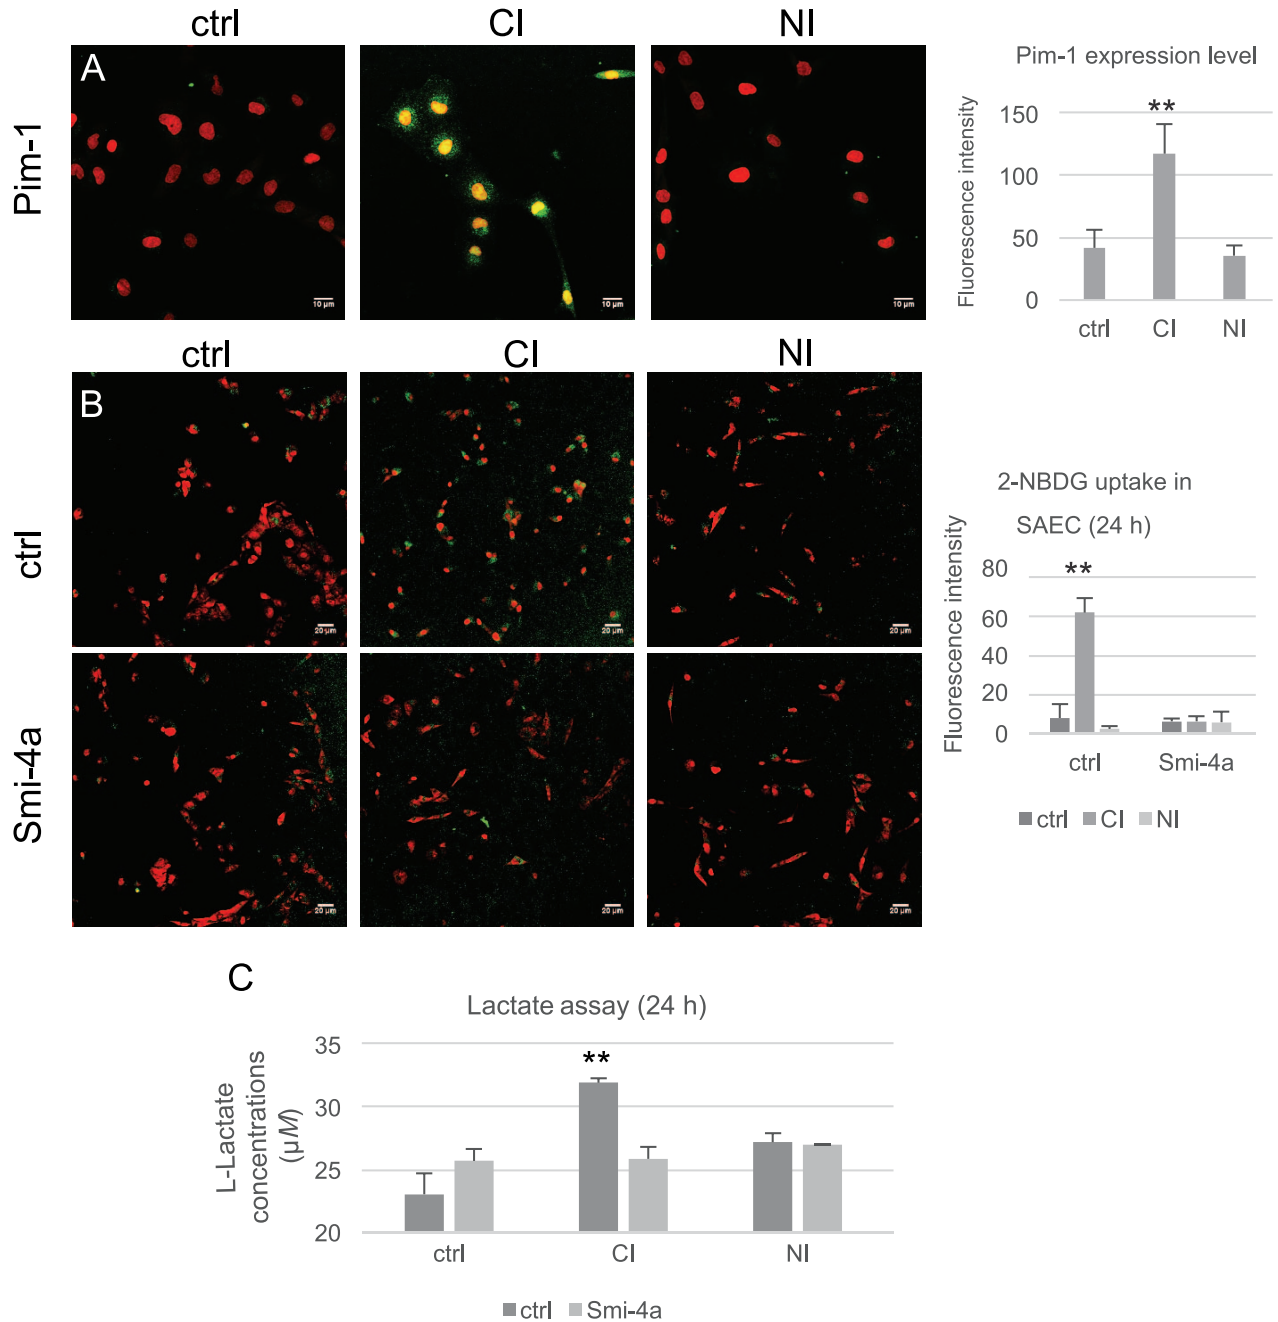 ctrl CI NI
A
Pim-1
10 µm 10 µm 10 µm
Pim-1 expression level
Fluorescence intensity
150
**
100
50
0
ctrl CI NI
ctrl CI NI
B
ctrl
20 µm 20 µm 20 µm
Smi-4a
20 µm 20 µm 20 µm
2-NBDG uptake in
SAEC (24 h)
Fluorescence intensity
80
**
60
40
20
0
ctrl Smi-4a
ctrl CI NI
C
Lactate assay (24 h)
L-Lactate
concentrations
(µM)
35
**
30
25
20
ctrl CI NI
ctrl Smi-4a